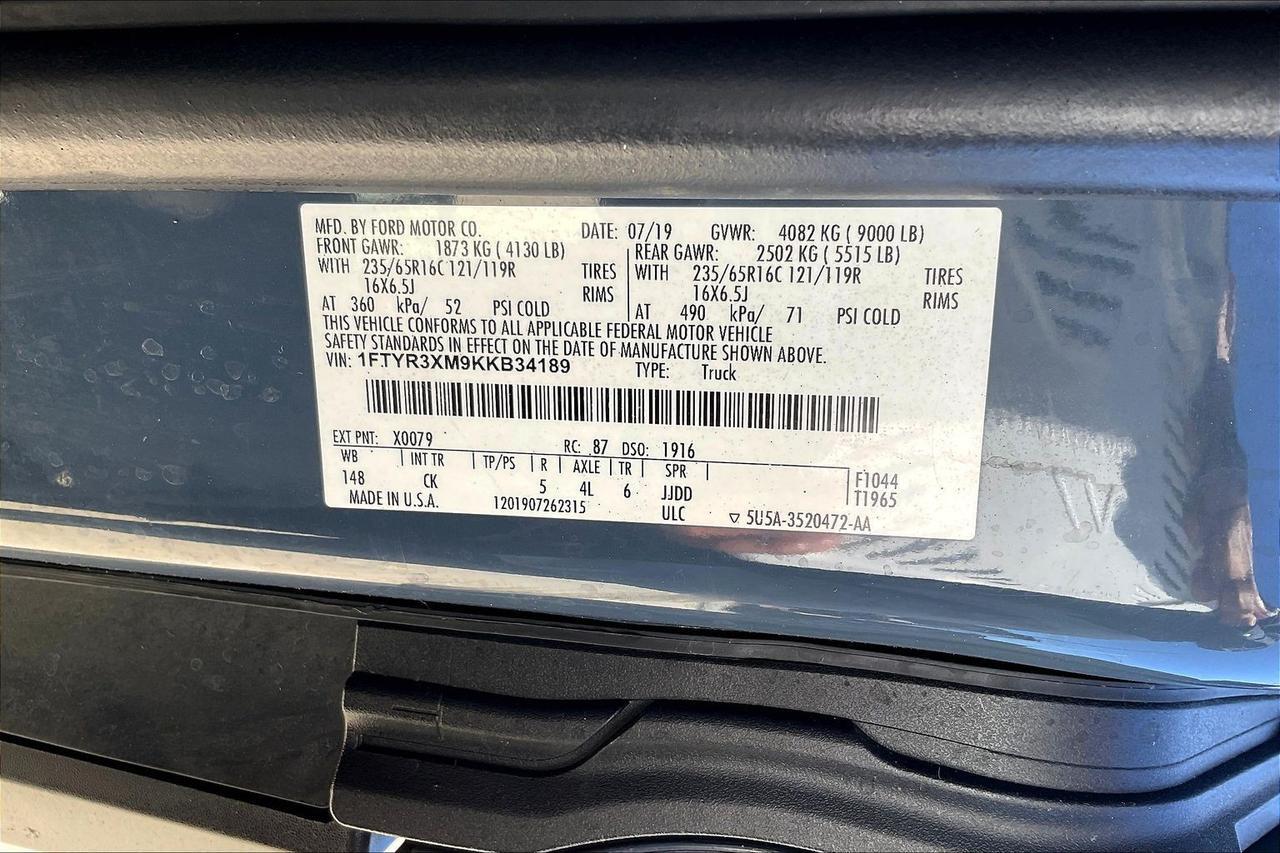 MFD. BY FORD MOTOR CO. DATE: 07/19 GVWR: 4082 KG ( 9000 LB)
FRONT GAWR: 1873 KG ( 4130 LB) REAR GAWR: 2502 KG ( 5515 LB)
WITH 235/65R16C 121/119R TIRES WITH 235/65R16C 121/119R TIRES
16X6.5J RIMS 16X6.5J RIMS
AT 360 kPa/ 52 PSI COLD AT 490 kPa/ 71 PSI COLD
THIS VEHICLE CONFORMS TO ALL APPLICABLE FEDERAL MOTOR VEHICLE
SAFETY STANDARDS IN EFFECT ON THE DATE OF MANUFACTURE SHOWN ABOVE.
VIN: 1FTYR3XM9KKB34189 TYPE: Truck
EXT PNT: X0079 RC: 87 DSO: 1916
WB INT TR TP/PS R AXLE TR SPR F1044
148 CK 5 4L 6 JJDD T1965
MADE IN U.S.A. 1201907262315 ULC ▽ 5U5A-3520472-AA